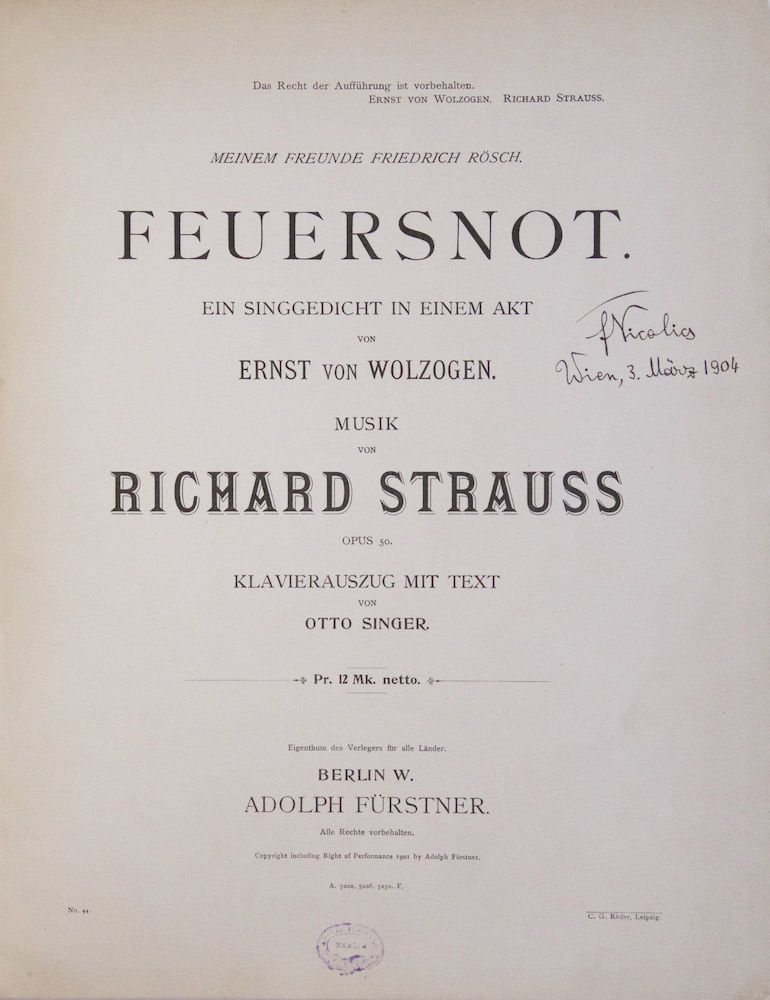 Das Recht der Aufführung ist vorbehalten.
Ernst von Wolzogen. Richard Strauss.
MEINEM FREUNDE FRIEDRICH RÖSCH.
FEUERSNOT.
EIN SINGGEDICHT IN EINEM AKT
VON
ERNST VON WOLZOGEN.
fNicolics
Wien, 3. März 1904
MUSIK
VON
RICHARD STRAUSS
OPUS 50.
KLAVIERAUSZUG MIT TEXT
VON
OTTO SINGER.
Pr. 12 Mk. netto.
Eigenthum des Verlegers für alle Länder.
BERLIN W.
ADOLPH FÜRSTNER.
Alle Rechte vorbehalten.
Copyright including Right of Performance 1901 by Adolph Fürstner.
A. 5202. 5206. 5250. F.
No. 44.
C. G. Röder, Leipzig.